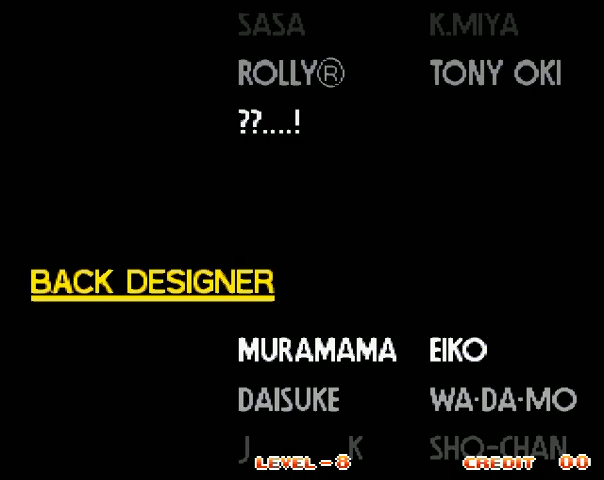 SASA K.MIYA
ROLLY® TONY OKI
??....!
BACK DESIGNER
MURAMAMA EIKO
DAISUKE WA·DA·MO
J K SHO-CHAN
LEVEL-8 CREDIT 00